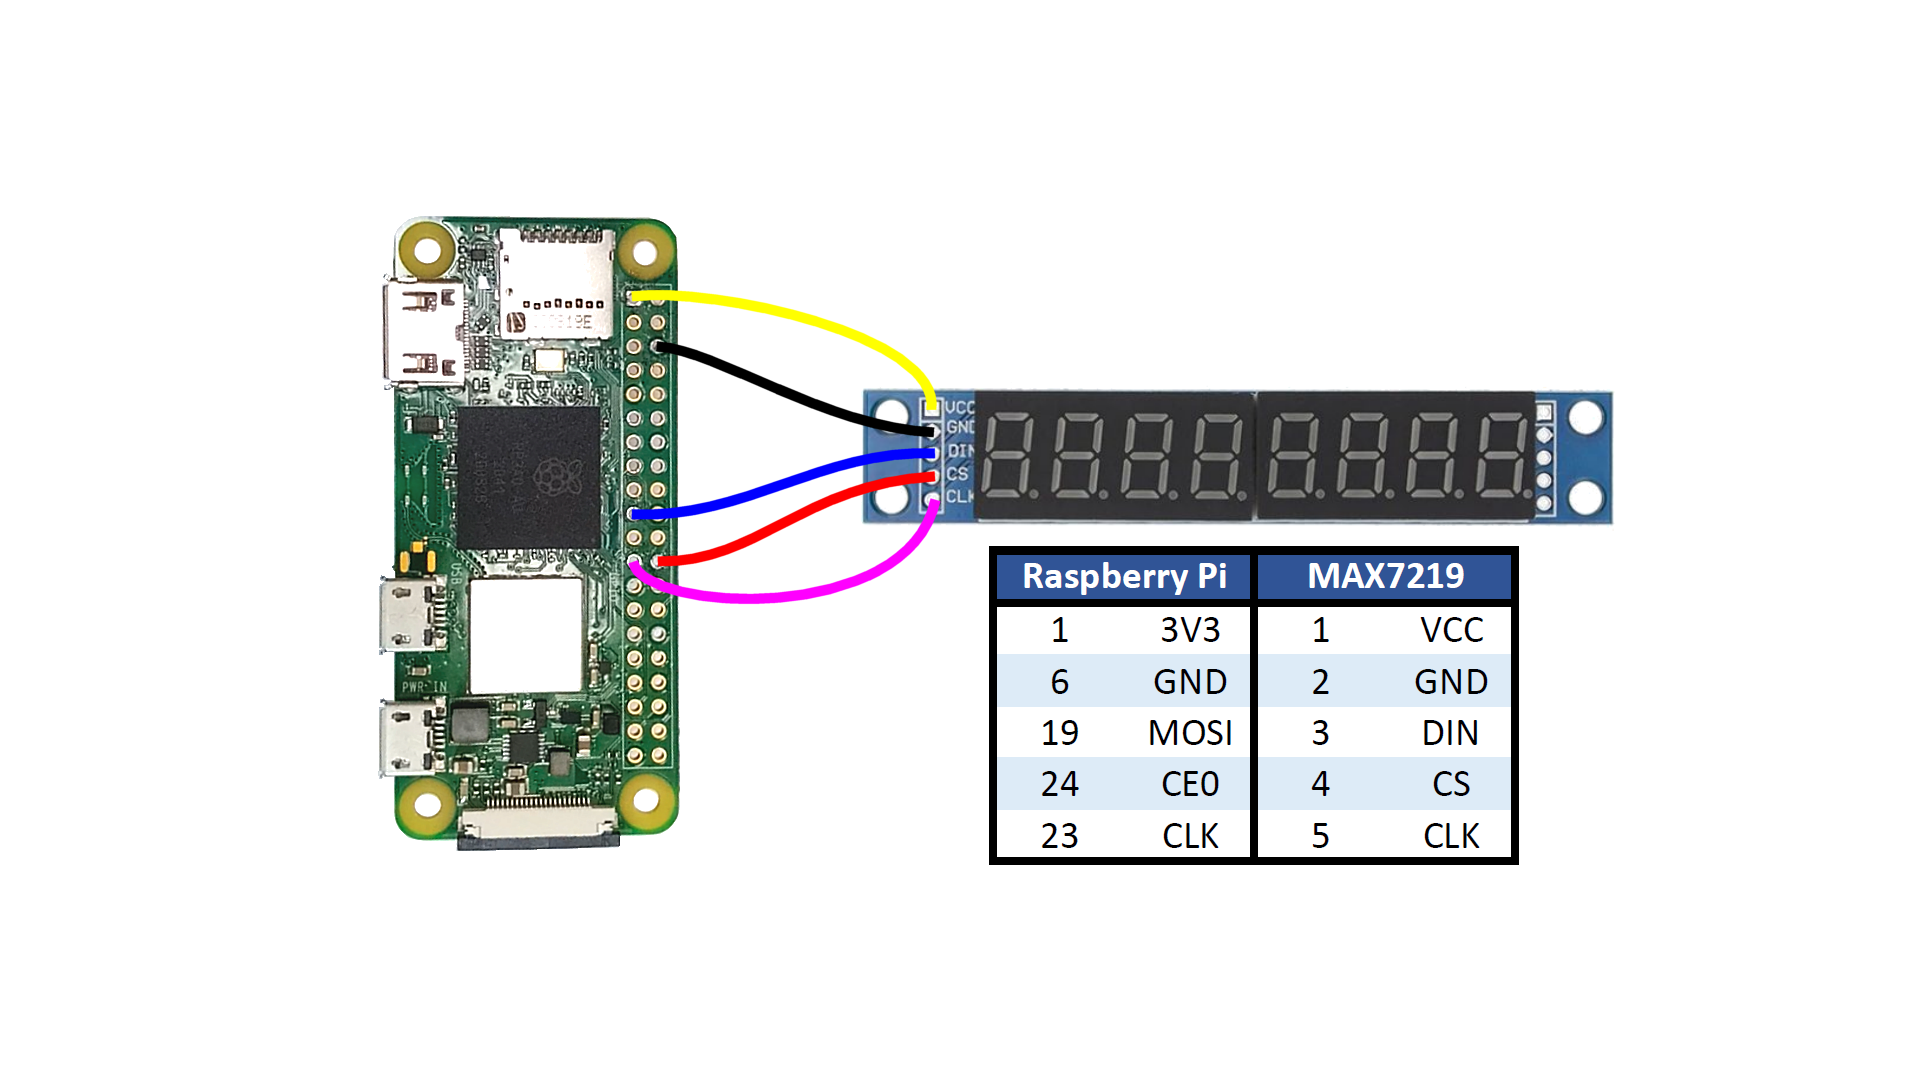 USB
PWR IN
VCC
GND
DIN
CS
CLK
Raspberry Pi MAX7219
1 3V3 1 VCC
6 GND 2 GND
19 MOSI 3 DIN
24 CE0 4 CS
23 CLK 5 CLK